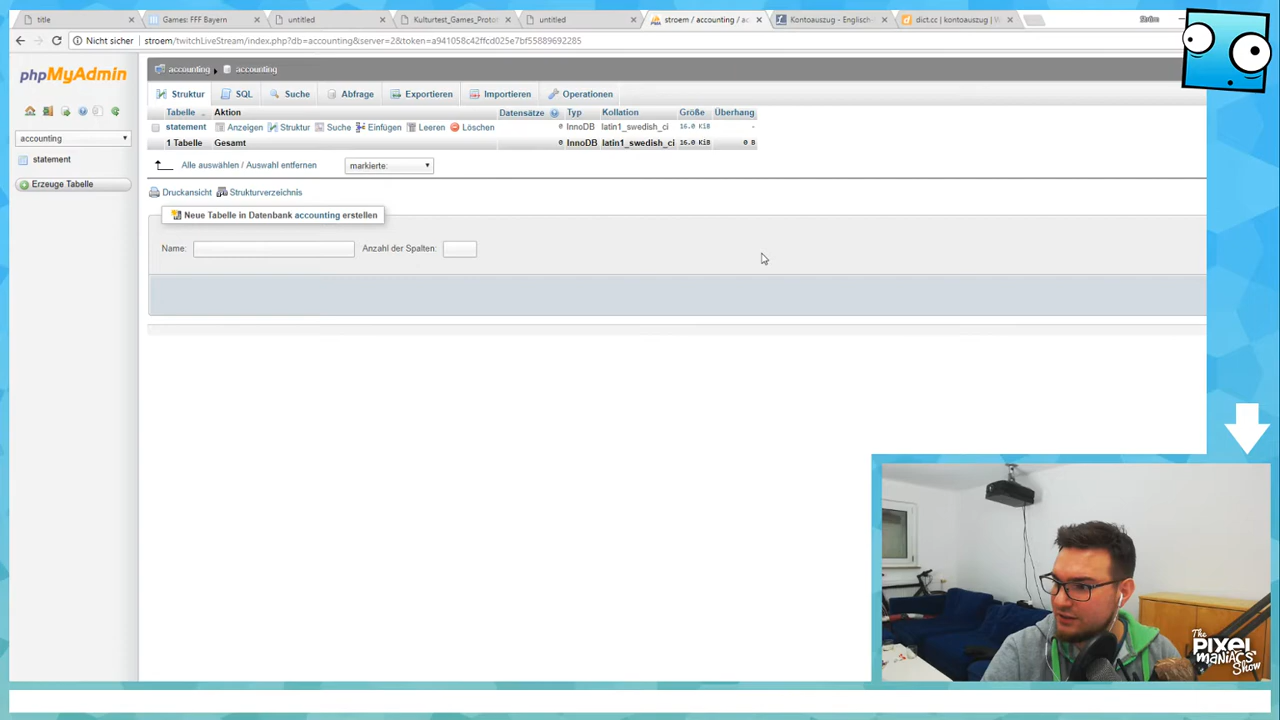 title
Games: FFF Bayern
untitled
Kulturtest_Games_Proto
untitled
stroem / accounting / ac
Kontoauszug - Englisch-
dict.cc | kontoauszug | W
Nicht sicher
stroem/twitchLiveStream/index.php?db=accounting&server=2&token=a941058c42ffcd025e7bf55889692285
phpMyAdmin
accounting
statement
Erzeuge Tabelle
accounting ▸ accounting
Struktur SQL Suche Abfrage Exportieren Importieren Operationen
Tabelle Aktion Datensätze Typ Kollation Größe Überhang
statement Anzeigen Struktur Suche Einfügen Leeren Löschen 0 InnoDB latin1_swedish_ci 16.0 KiB -
1 Tabelle Gesamt 0 InnoDB latin1_swedish_ci 16.0 KiB 0 B
Alle auswählen / Auswahl entfernen markierte:
Druckansicht Strukturverzeichnis
Neue Tabelle in Datenbank accounting erstellen
Name: Anzahl der Spalten:
The
PIXEL
MANIACS
Show